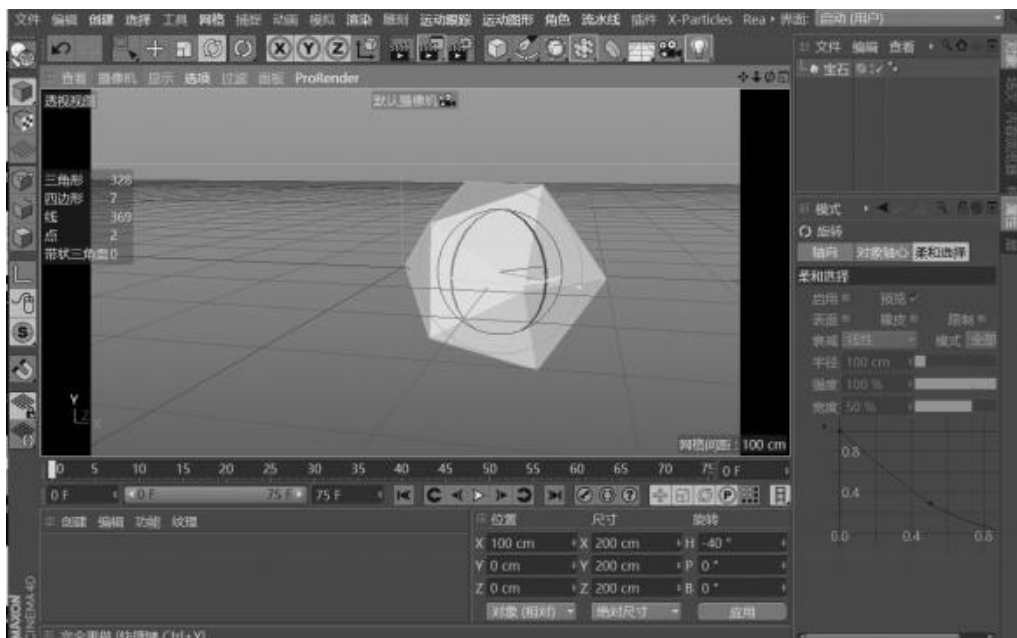 文件 编辑 创建 选择 工具 网格 捕捉 动画 模拟 渲染 雕刻 运动跟踪 运动图形 角色 流水线 插件 X-Particles Rea 界面: 启动 (用户)
文件 编辑 查看
宝石
查看 摄像机 显示 选项 过滤 面板 ProRender
透视视图
默认摄像机
三角形 328
四边形 7
线 369
点 2
带状三角面 0
Y
Z X
网格间距 : 100 cm
模式
旋转
轴向 对象轴心 柔和选择
柔和选择
启用 预览
表面 橡皮 限制
衰减 线性 模式 全部
半径 100 cm
强度 100 %
宽度 50 %
0.8
0.4
0.0 0.4 0.8
0 5 10 15 20 25 30 35 40 45 50 55 60 65 70 75 0 F
0 F 0 F 75 F 75 F
创建 编辑 功能 纹理
位置 尺寸 旋转
X 100 cm X 200 cm H -40 °
Y 0 cm Y 200 cm P 0 °
Z 0 cm Z 200 cm B 0 °
对象 (相对) 绝对尺寸 应用
MAXON
CINEMA 4D
完全重做 [快捷键 Ctrl+Y]